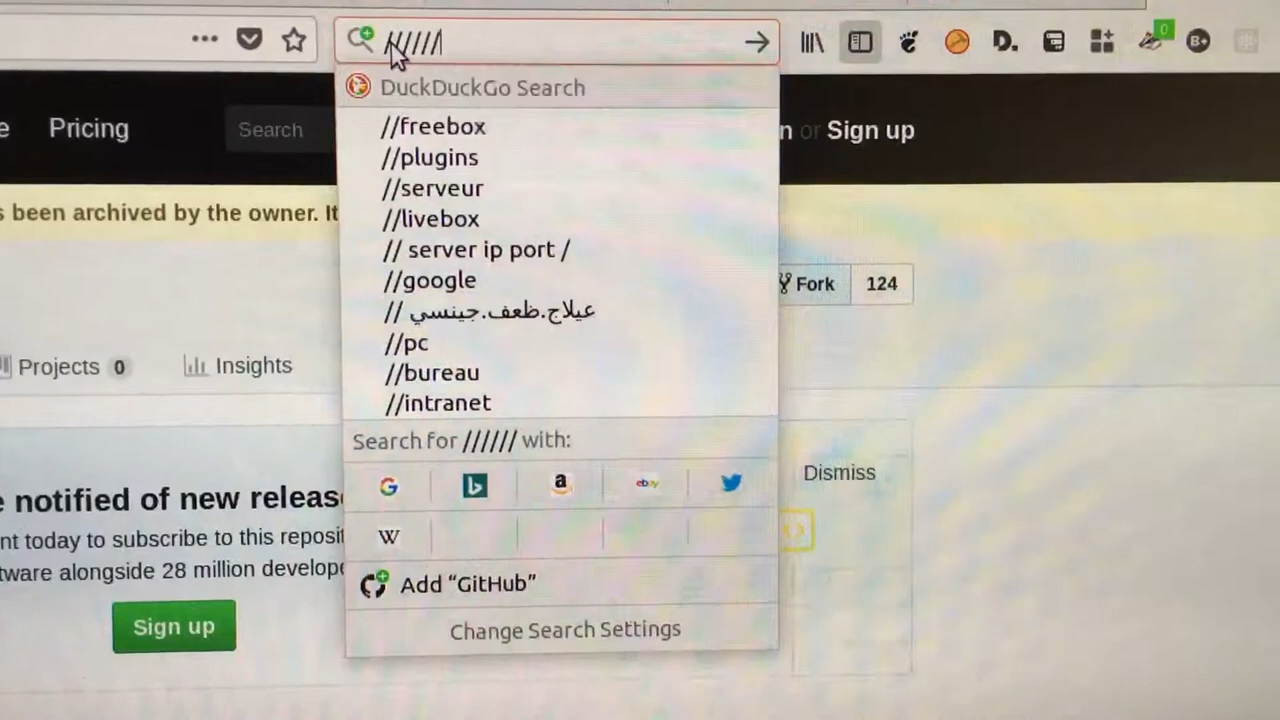 //////
0
DuckDuckGo Search
Pricing
Search
n or Sign up
//freebox
//plugins
//serveur
//livebox
// server ip port /
//google
// عيلاج.ظعف.جينسي
//pc
//bureau
//intranet
s been archived by the owner. It
Fork 124
Projects 0
Insights
Search for ////// with:
G
b
a
ebay
W
Dismiss
e notified of new releas
nt today to subscribe to this reposit
tware alongside 28 million develope
Add “GitHub”
Sign up
Change Search Settings
D.
B+